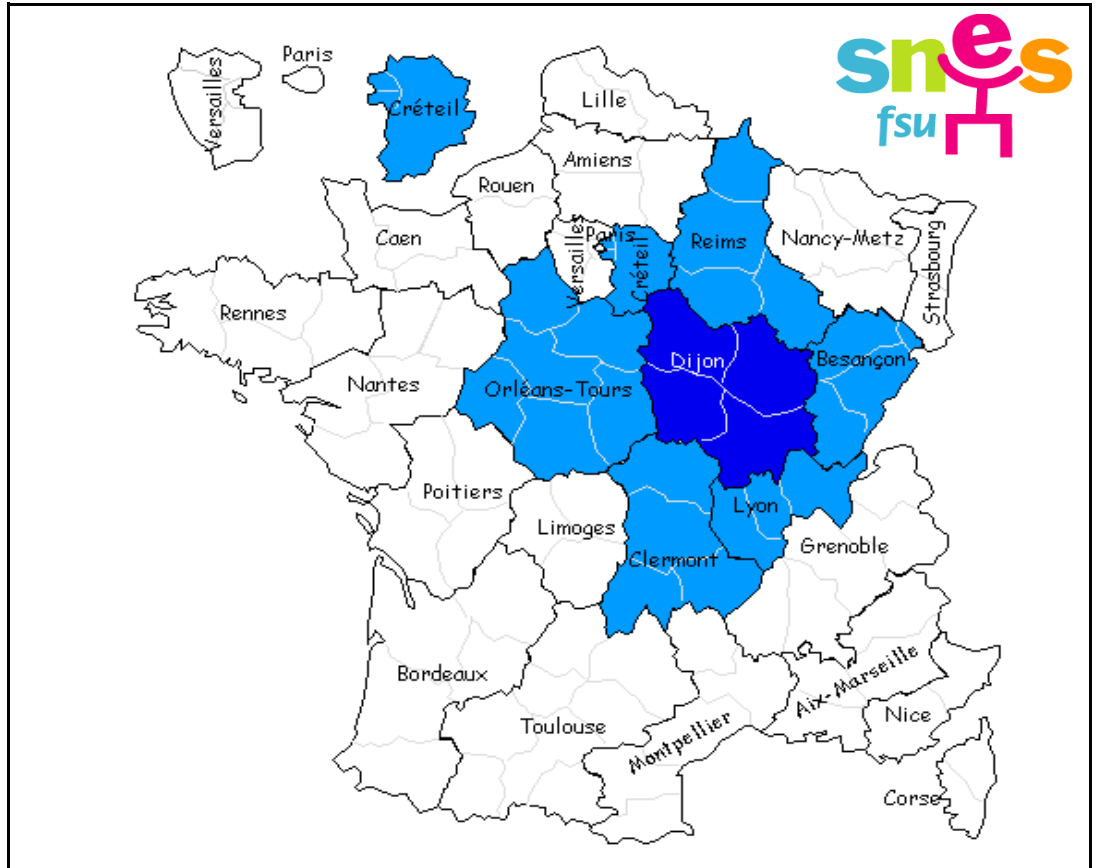 snes
fsu
Paris
Versailles
Créteil
Lille
Amiens
Rouen
Caen
Versailles
Paris
Créteil
Reims
Nancy-Metz
Strasbourg
Rennes
Nantes
Orléans-Tours
Dijon
Besançon
Poitiers
Limoges
Clermont
Lyon
Grenoble
Bordeaux
Toulouse
Montpellier
Aix-Marseille
Nice
Corse